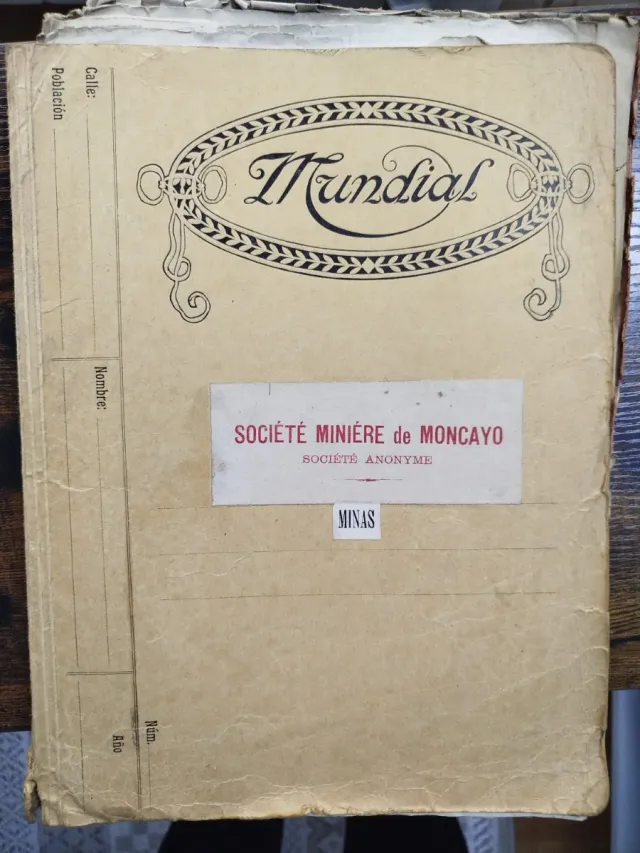 Mundial
SOCIÉTÉ MINIÉRE de MONCAYO
SOCIÉTÉ ANONYME
MINAS
Calle:
Población
Nombre:
Núm.
Año